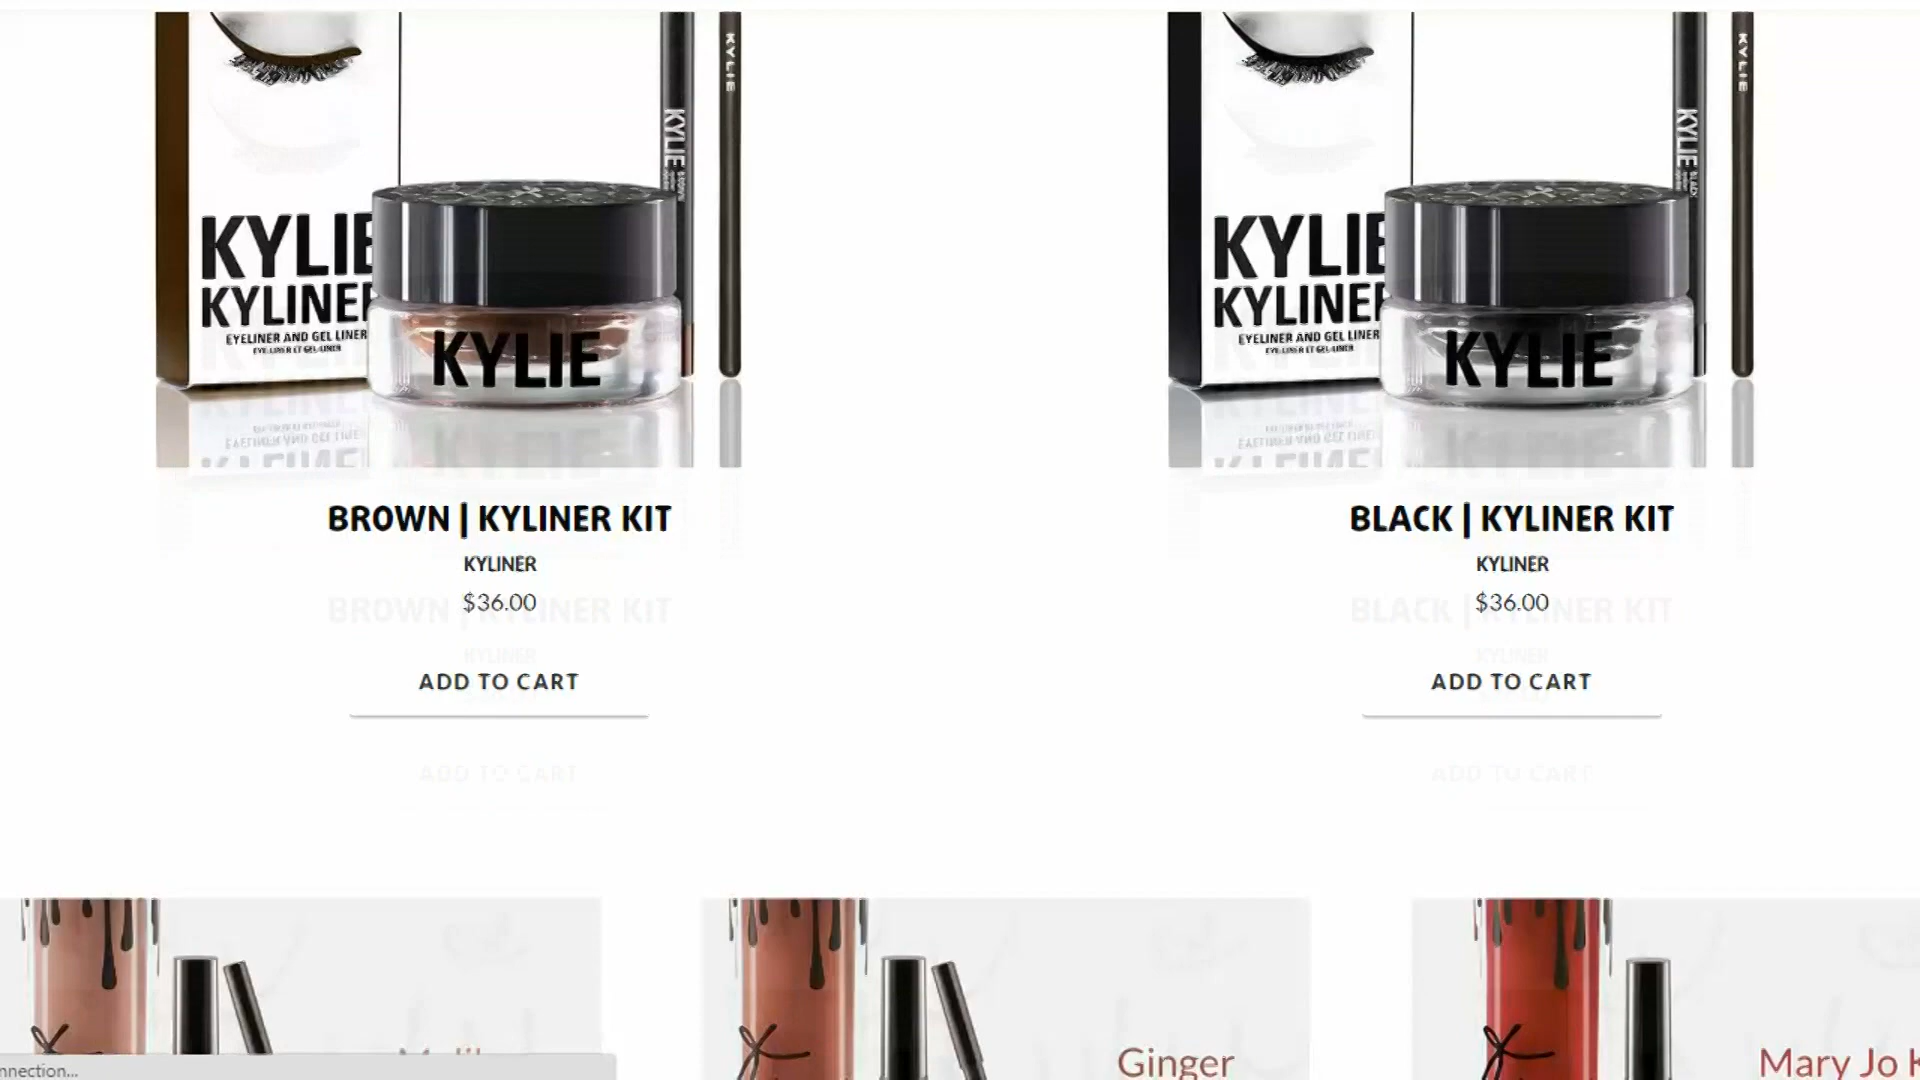 KYLIE
KYLIE
KYLIE
KYLINER
EYELINER AND GEL LINER
KYLIE
KYLIE
KYLIE
KYLIE
KYLINER
EYELINER AND GEL LINER
KYLIE
BROWN | KYLINER KIT
KYLINER
$36.00
ADD TO CART
BLACK | KYLINER KIT
KYLINER
$36.00
ADD TO CART
Ginger
Mary Jo K
nnection...